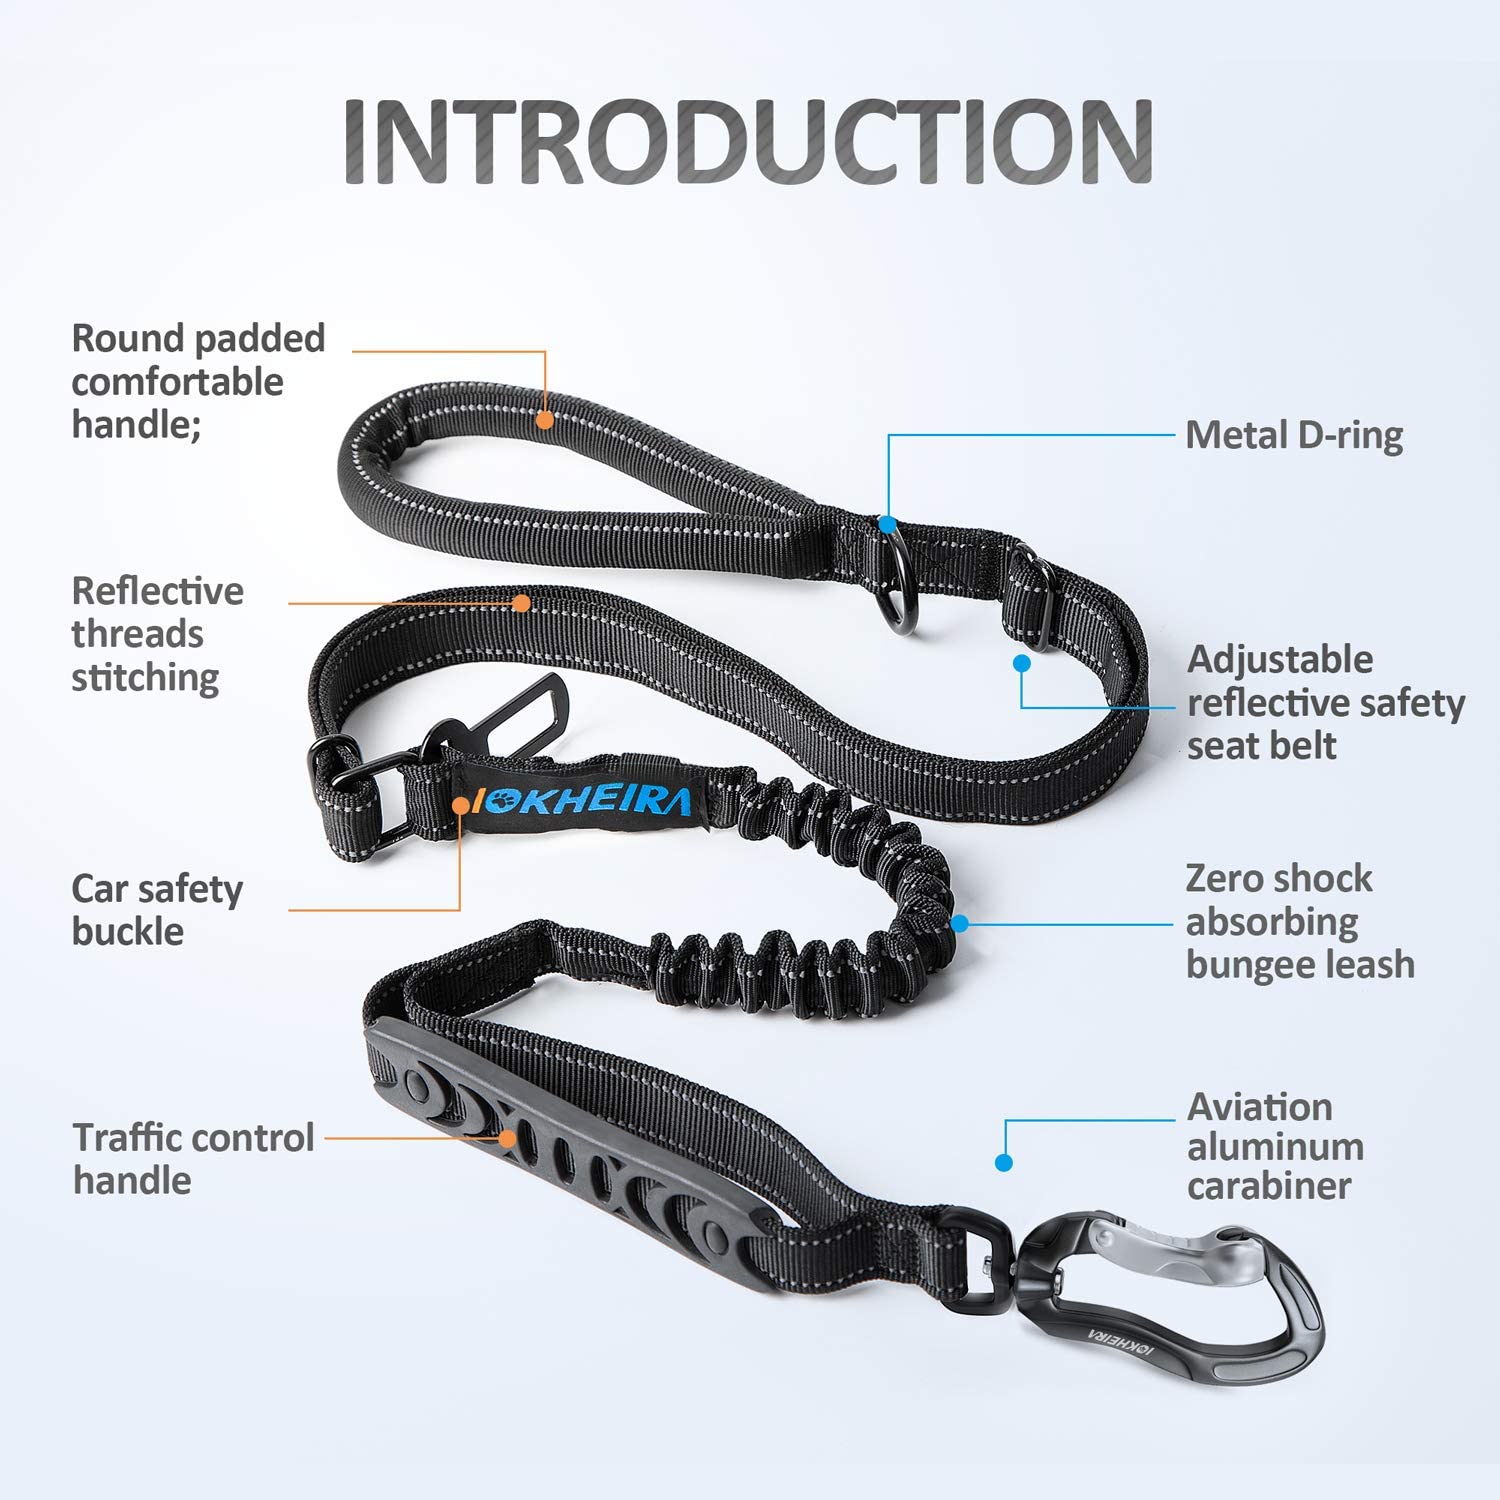 INTRODUCTION
Round padded
comfortable
handle;
Metal D-ring
Reflective
threads
stitching
Adjustable
reflective safety
seat belt
IOKHEIRA
Car safety
buckle
Zero shock
absorbing
bungee leash
Traffic control
handle
Aviation
aluminum
carabiner
IOKHEIRA